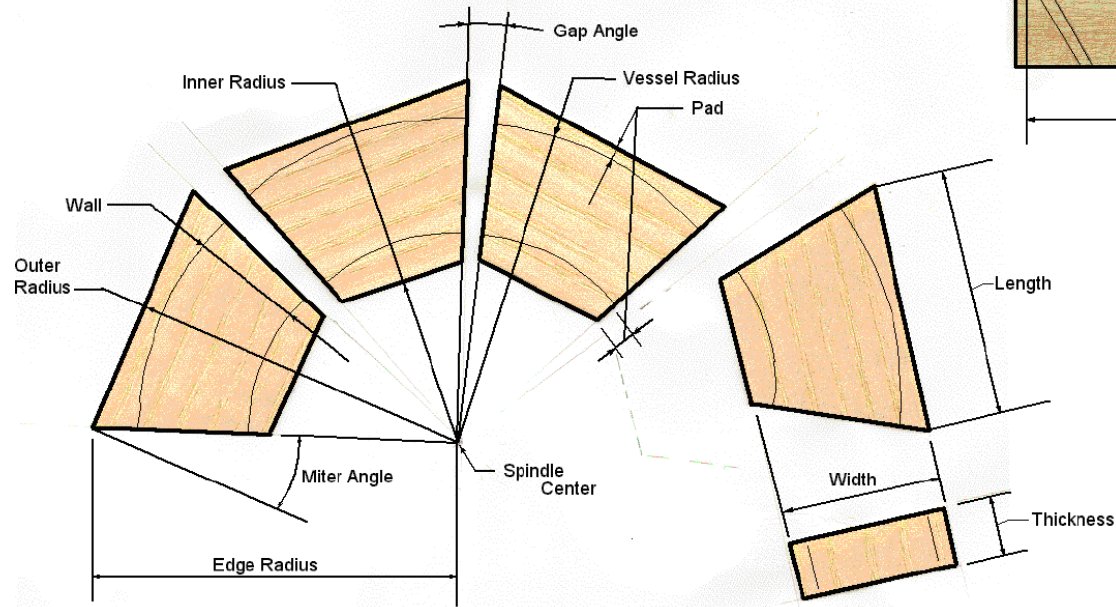 Gap Angle
Inner Radius
Vessel Radius
Pad
Wall
Outer
Radius
Length
Miter Angle
Spindle
Center
Width
Thickness
Edge Radius